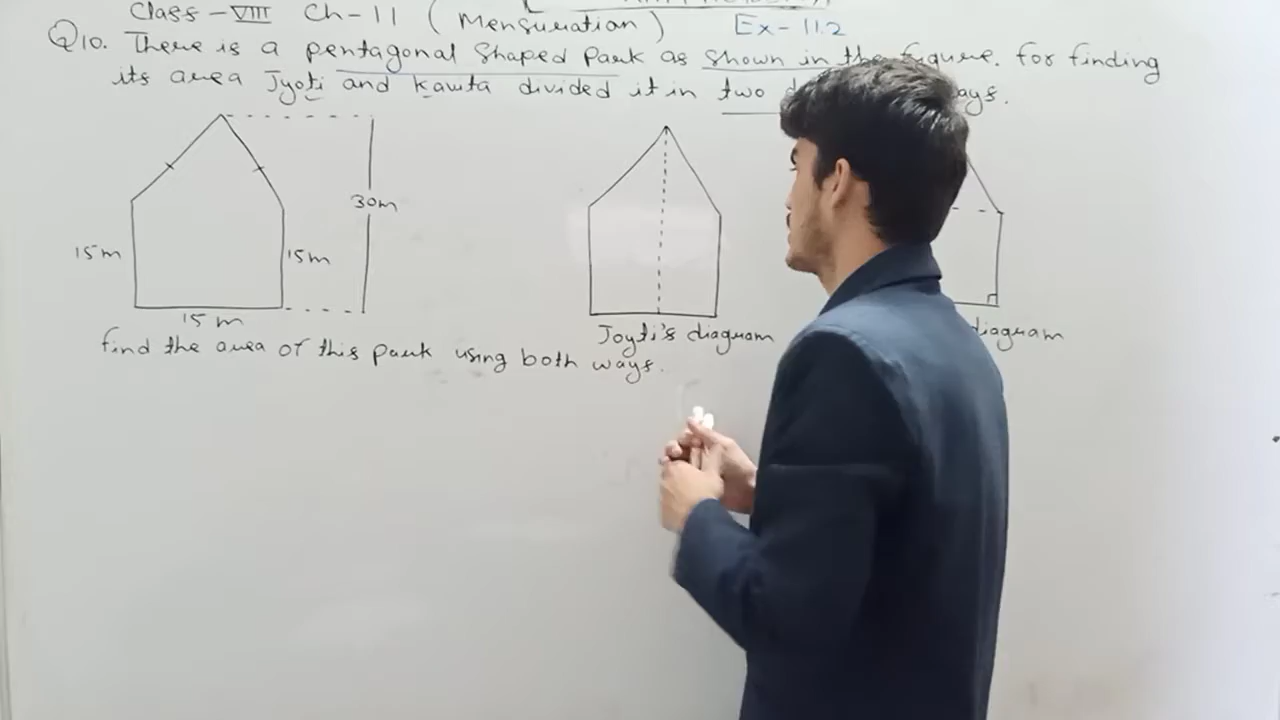 Class - VIII Ch - 11 ( Mensuration ) Ex - 11.2
Q10. There is a pentagonal Shaped Park as shown in the figure. for finding
its area Jyoti and Kavita divided it in two
30m
15m
15m
15 m
Joyti's diagram
diagram
find the area of this park using both ways.